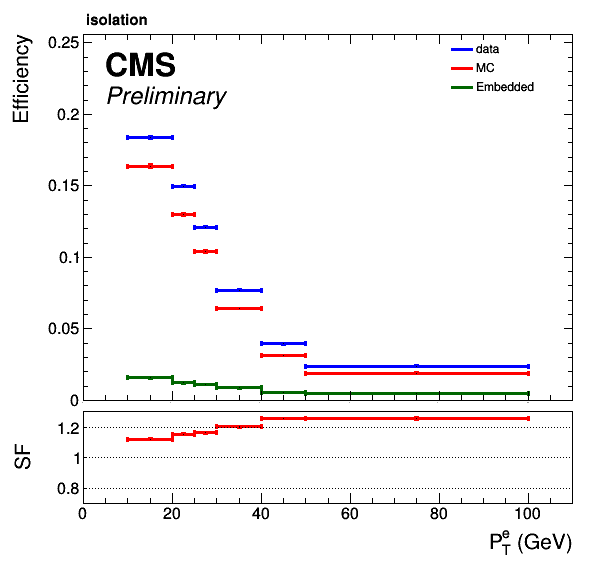 isolation
Efficiency
CMS
Preliminary
data
MC
Embedded
0.25
0.2
0.15
0.1
0.05
0
SF
1.2
1
0.8
0 20 40 60 80 100
P_T^e (GeV)